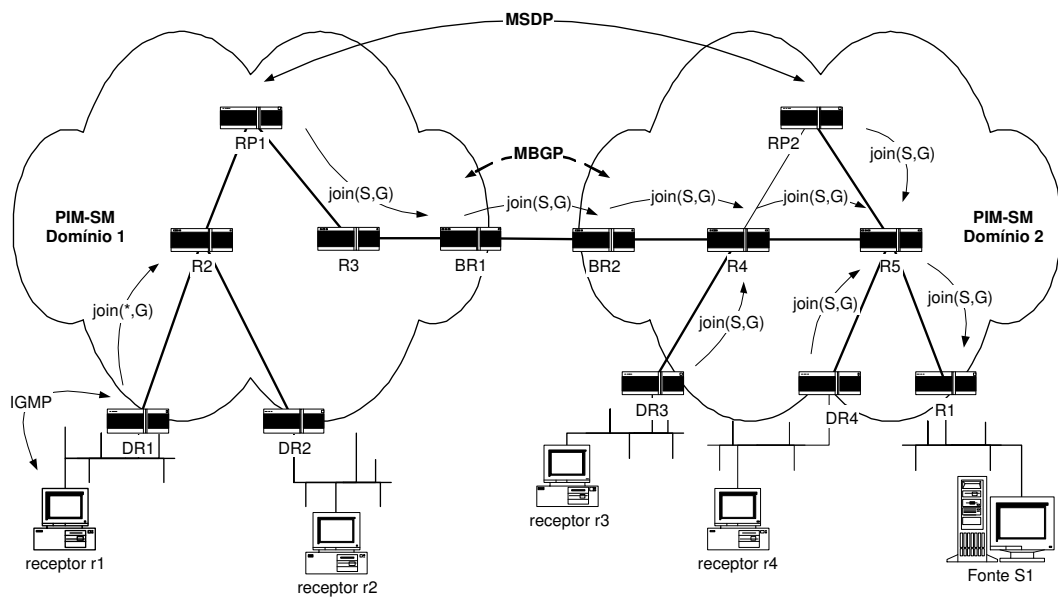 MSDP
RP1
RP2
join(S,G)
MBGP
join(S,G)
join(S,G)
join(S,G)
join(S,G)
join(S,G)
PIM-SM
Domínio 1
PIM-SM
Domínio 2
R2
R3
BR1
BR2
R4
R5
join(*,G)
join(S,G)
join(S,G)
join(S,G)
IGMP
DR1
DR2
DR3
DR4
R1
receptor r1
receptor r2
receptor r3
receptor r4
Fonte S1